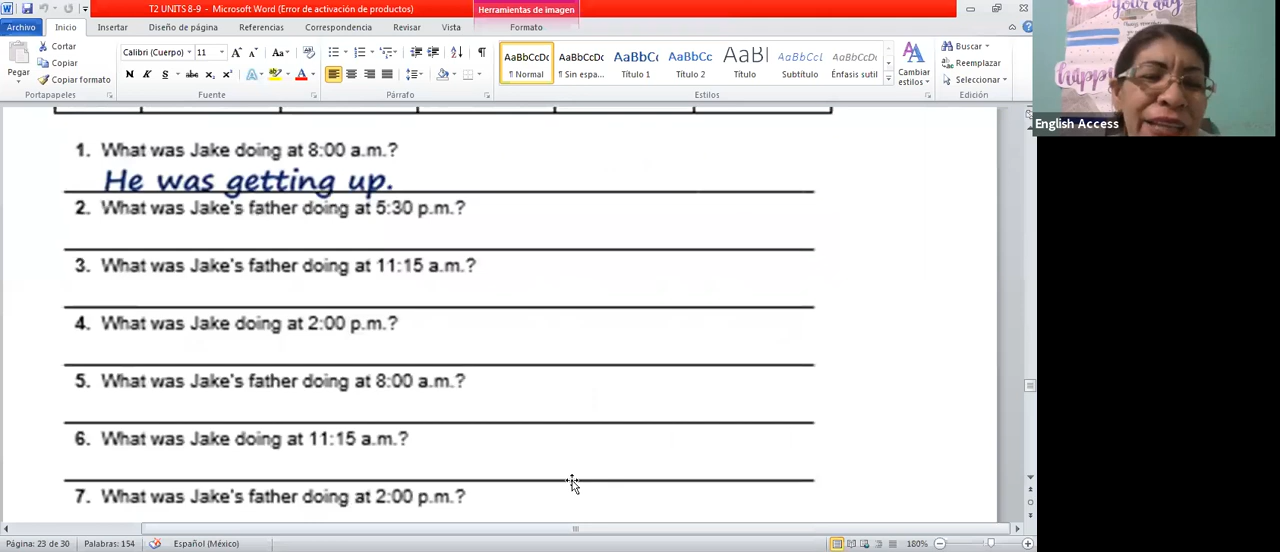 T2 UNITS 8-9 - Microsoft Word (Error de activación de productos)
Herramientas de imagen
Archivo Inicio Insertar Diseño de página Referencias Correspondencia Revisar Vista Formato
Pegar
Cortar
Copiar
Copiar formato
Portapapeles
Calibri (Cuerpo) 11
Fuente
Párrafo
AaBbCcDc AaBbCcDc AaBbC( AaBbCc AaBl AaBbCcL AaBbCcDc
¶ Normal ¶ Sin espa... Título 1 Título 2 Título Subtítulo Énfasis sutil
Cambiar estilos
Estilos
Buscar
Reemplazar
Seleccionar
Edición
your day
happi
English Access
1. What was Jake doing at 8:00 a.m.?
He was getting up.
2. What was Jake's father doing at 5:30 p.m.?
3. What was Jake's father doing at 11:15 a.m.?
4. What was Jake doing at 2:00 p.m.?
5. What was Jake's father doing at 8:00 a.m.?
6. What was Jake doing at 11:15 a.m.?
7. What was Jake's father doing at 2:00 p.m.?
Página: 23 de 30 Palabras: 154 Español (México) 180%